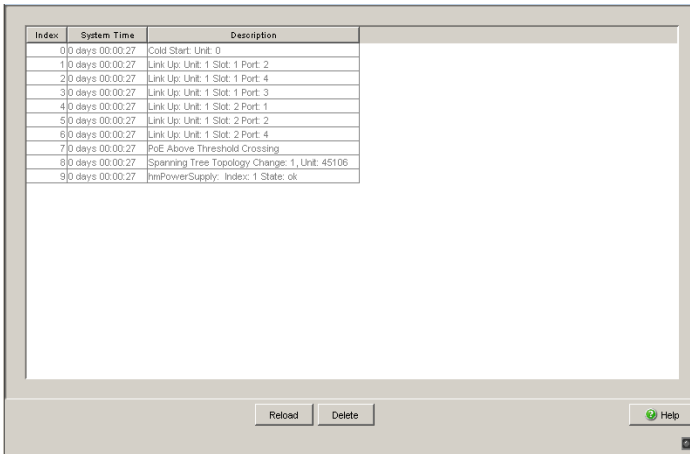 Index System Time Description
0 0 days 00:00:27 Cold Start: Unit: 0
1 0 days 00:00:27 Link Up: Unit: 1 Slot: 1 Port: 2
2 0 days 00:00:27 Link Up: Unit: 1 Slot: 1 Port: 4
3 0 days 00:00:27 Link Up: Unit: 1 Slot: 1 Port: 3
4 0 days 00:00:27 Link Up: Unit: 1 Slot: 2 Port: 1
5 0 days 00:00:27 Link Up: Unit: 1 Slot: 2 Port: 2
6 0 days 00:00:27 Link Up: Unit: 1 Slot: 2 Port: 4
7 0 days 00:00:27 PoE Above Threshold Crossing
8 0 days 00:00:27 Spanning Tree Topology Change: 1, Unit: 45106
9 0 days 00:00:27 hmPowerSupply: Index: 1 State: ok
Reload Delete Help